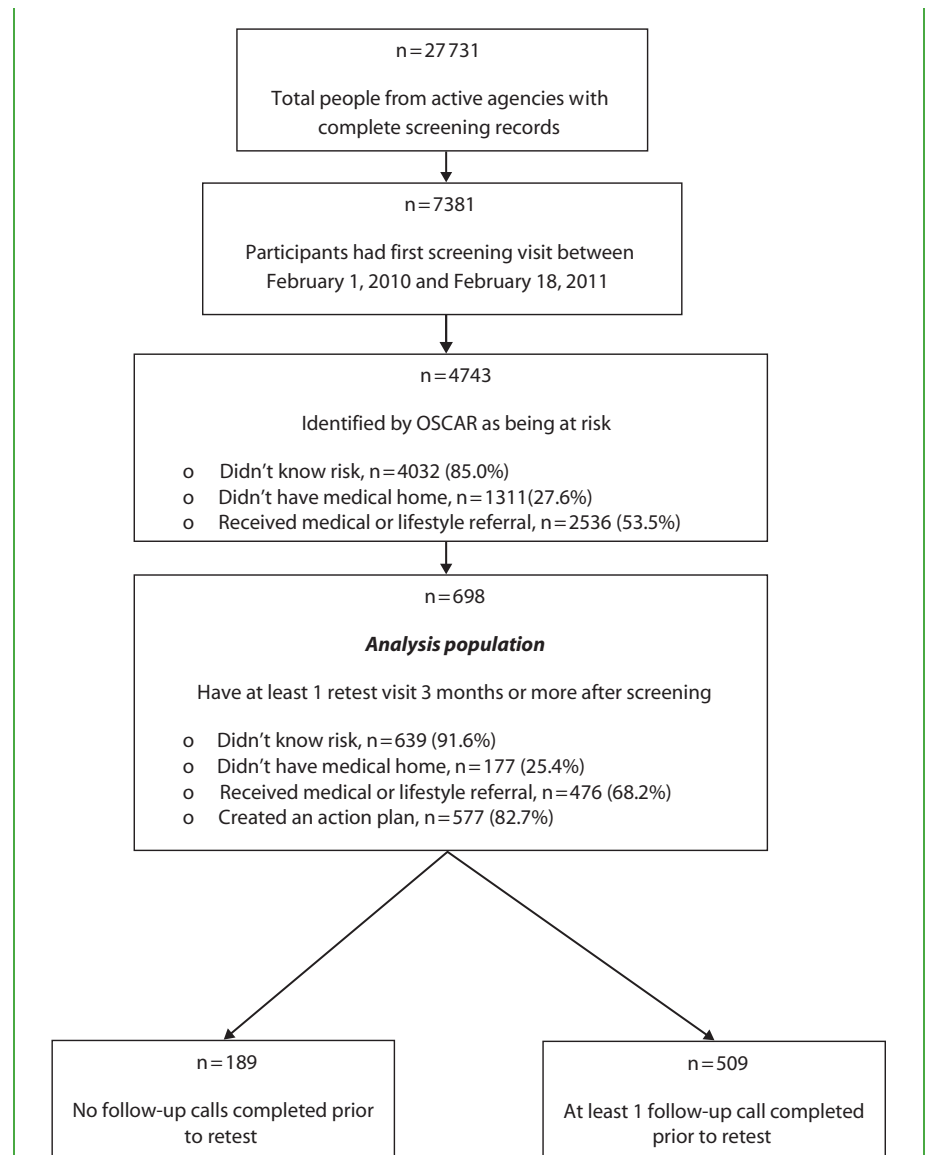 n=27731
Total people from active agencies with
complete screening records
n=7381
Participants had first screening visit between
February 1, 2010 and February 18, 2011
n=4743
Identified by OSCAR as being at risk
o Didn't know risk, n=4032 (85.0%)
o Didn't have medical home, n=1311(27.6%)
o Received medical or lifestyle referral, n=2536 (53.5%)
n=698
Analysis population
Have at least 1 retest visit 3 months or more after screening
o Didn't know risk, n=639 (91.6%)
o Didn't have medical home, n=177 (25.4%)
o Received medical or lifestyle referral, n=476 (68.2%)
o Created an action plan, n=577 (82.7%)
n=189
No follow-up calls completed prior
to retest
n=509
At least 1 follow-up call completed
prior to retest